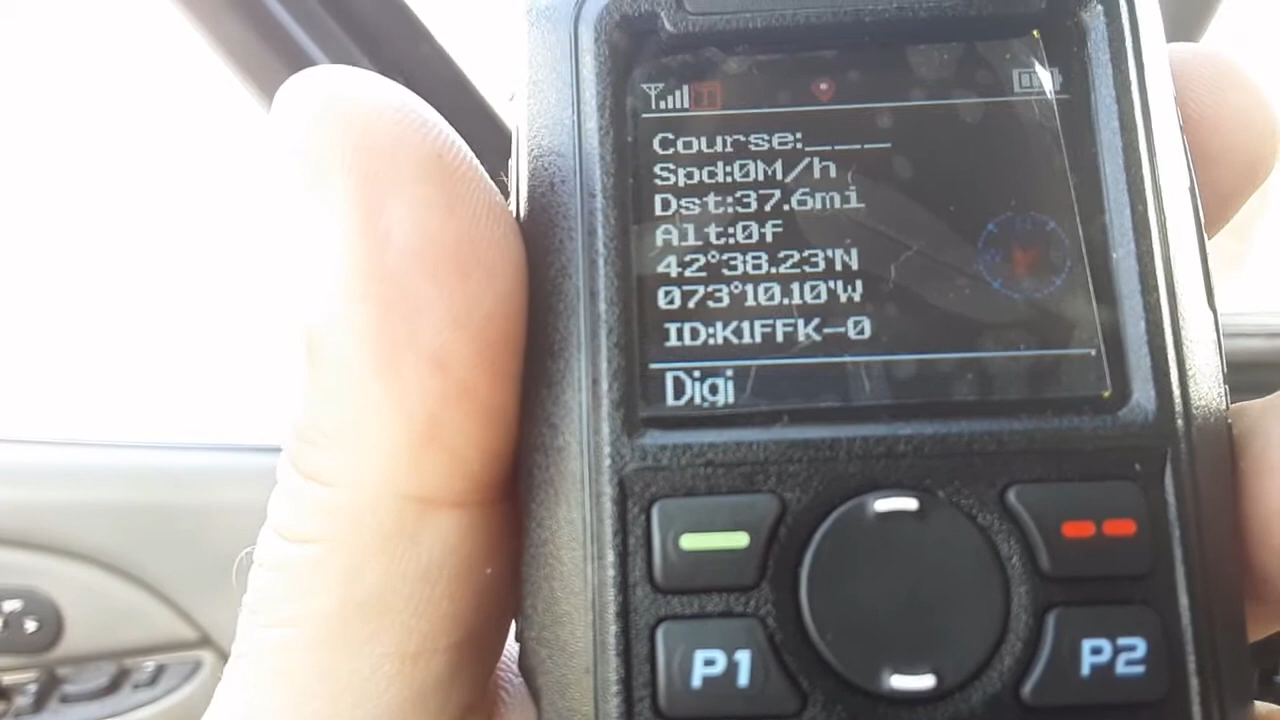 Course:___
Spd:0M/h
Dst:37.6mi
Alt:0f
42°38.23'N
073°10.10'W
ID:K1FFK-0
Digi
P1
P2